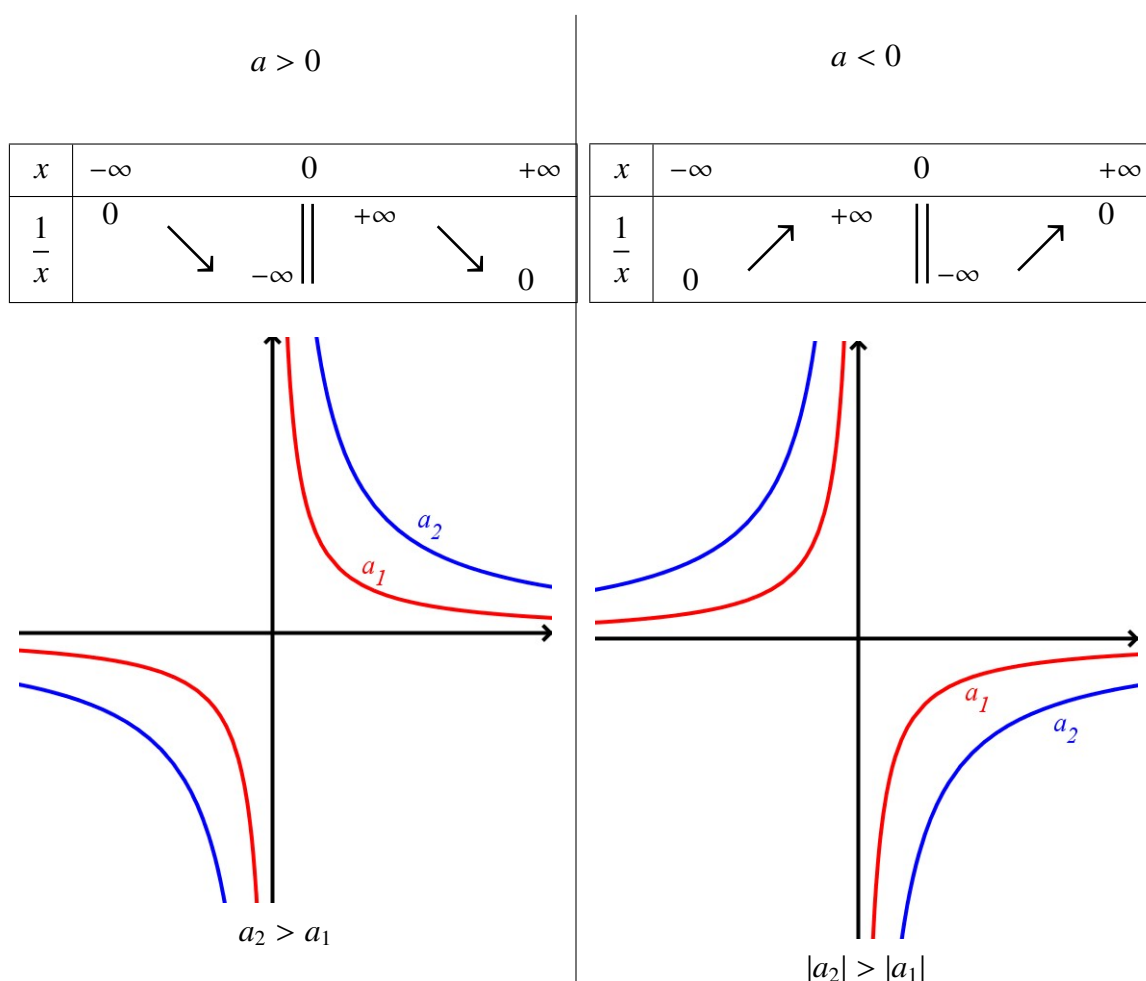 a > 0
x −∞ 0 +∞
1/x 0 −∞ +∞ 0
a₂
a₁
a₂ > a₁
a < 0
x −∞ 0 +∞
1/x 0 +∞ −∞ 0
a₁
a₂
|a₂| > |a₁|